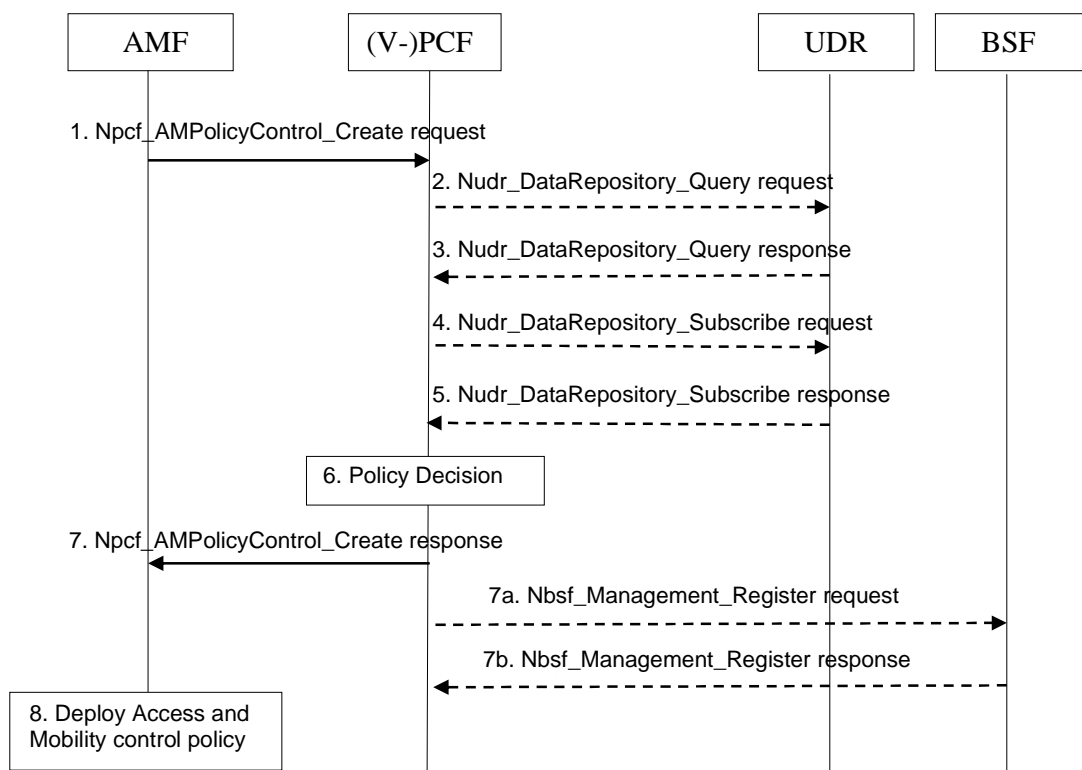 AMF
(V-)PCF
UDR
BSF
1. Npcf_AMPolicyControl_Create request
2. Nudr_DataRepository_Query request
3. Nudr_DataRepository_Query response
4. Nudr_DataRepository_Subscribe request
5. Nudr_DataRepository_Subscribe response
6. Policy Decision
7. Npcf_AMPolicyControl_Create response
7a. Nbsf_Management_Register request
7b. Nbsf_Management_Register response
8. Deploy Access and
Mobility control policy